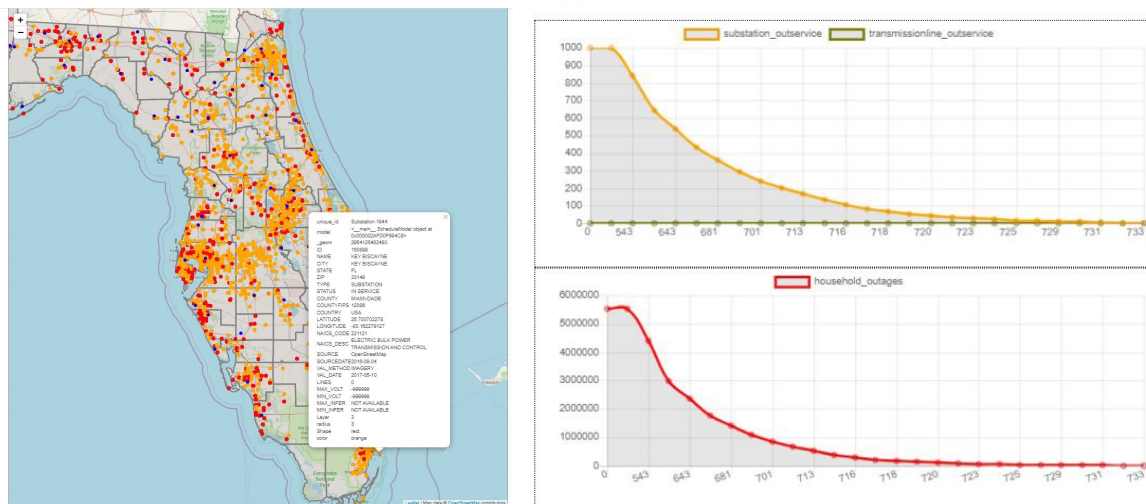 +
−
unique_id Substation 1944
model <__main__.ScheduleModel object at
_geom 2954128462480
ID 150899
NAME KEY BISCAYNE
CITY KEY BISCAYNE
STATE FL
ZIP 33149
TYPE SUBSTATION
STATUS IN SERVICE
COUNTY MIAMI-DADE
COUNTYFIPS 12086
COUNTRY USA
LATITUDE 25.700702278
LONGITUDE -80.162279127
NAICS_CODE 221121
NAICS_DESC ELECTRIC BULK POWER
TRANSMISSION AND CONTROL
SOURCE OpenStreetMap
SOURCEDATE 2016-08-04
VAL_METHOD IMAGERY
VAL_DATE 2017-05-10
LINES 0
MAX_VOLT -999999
MIN_VOLT -999999
MAX_INFER NOT AVAILABLE
MIN_INFER NOT AVAILABLE
Layer 3
radius 3
Shape rect
color orange
Everglades
National
Park
Freeport
Leaflet | Map data © OpenStreetMap contributors
substation_outservice transmissionline_outservice
1000
900
800
700
600
500
400
300
200
100
0
0 543 643 681 701 713 716 718 720 723 725 729 733
household_outages
6000000
5000000
4000000
3000000
2000000
1000000
0
0 543 643 681 701 713 716 718 720 723 725 729 733